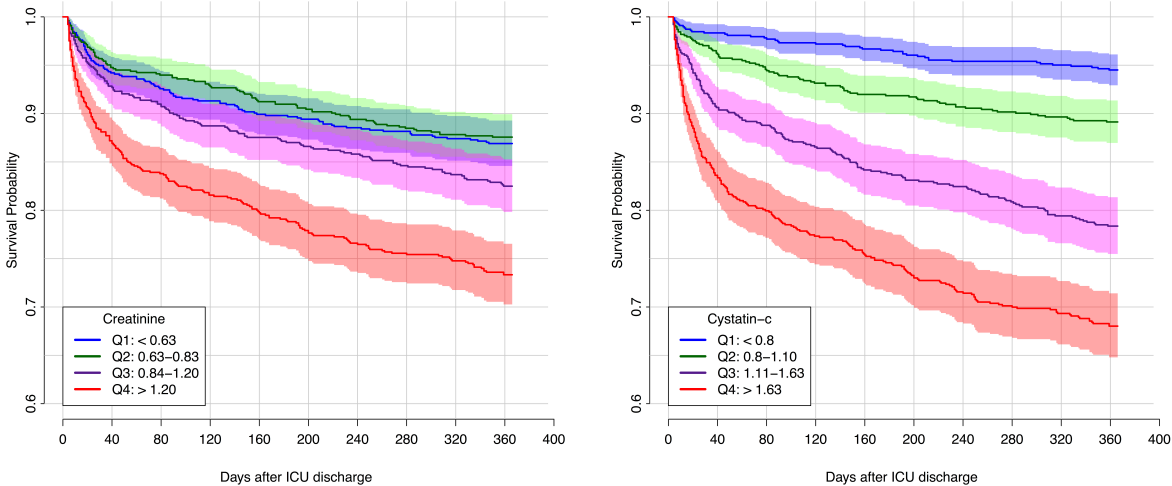 1.0
0.9
0.8
0.7
0.6
Survival Probability
Creatinine
Q1: < 0.63
Q2: 0.63−0.83
Q3: 0.84−1.20
Q4: > 1.20
0 40 80 120 160 200 240 280 320 360 400
Days after ICU discharge
1.0
0.9
0.8
0.7
0.6
Survival Probability
Cystatin−c
Q1: < 0.8
Q2: 0.8−1.10
Q3: 1.11−1.63
Q4: > 1.63
0 40 80 120 160 200 240 280 320 360 400
Days after ICU discharge